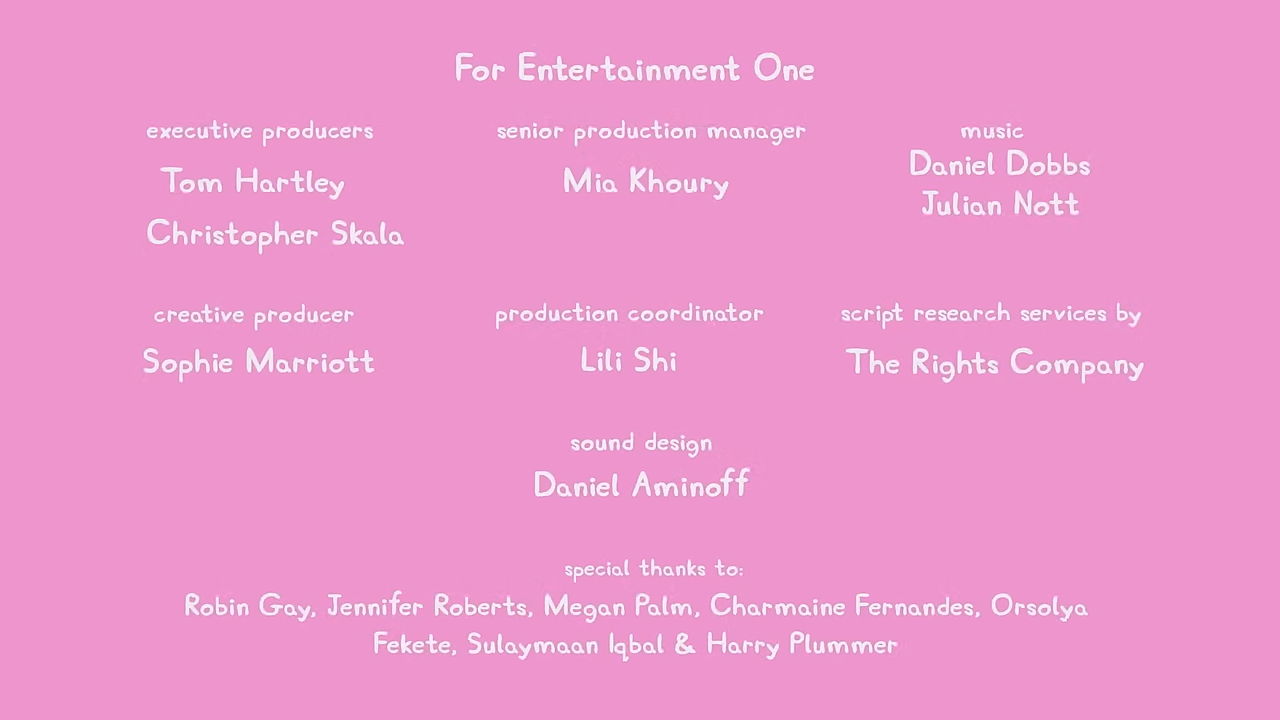 For Entertainment One
executive producers
Tom Hartley
Christopher Skala
senior production manager
Mia Khoury
music
Daniel Dobbs
Julian Nott
creative producer
Sophie Marriott
production coordinator
Lili Shi
script research services by
The Rights Company
sound design
Daniel Aminoff
special thanks to:
Robin Gay, Jennifer Roberts, Megan Palm, Charmaine Fernandes, Orsolya
Fekete, Sulaymaan Iqbal & Harry Plummer